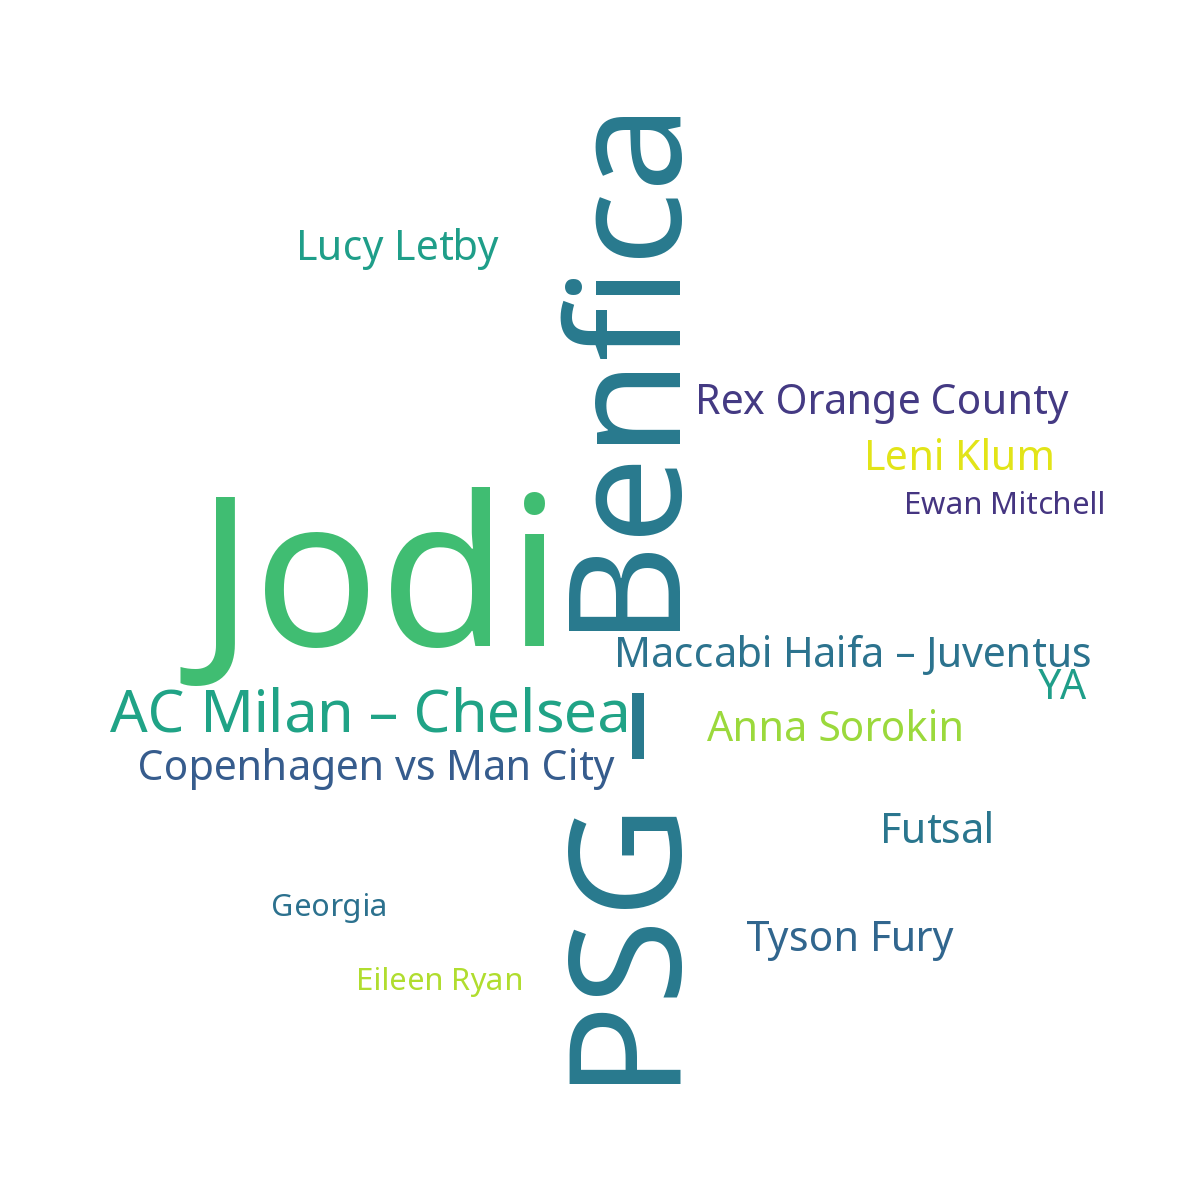 Lucy Letby
PSG – Benfica
Rex Orange County
Leni Klum
Ewan Mitchell
Jodi
Maccabi Haifa – Juventus
YA
AC Milan – Chelsea
Anna Sorokin
Copenhagen vs Man City
Futsal
Georgia
Tyson Fury
Eileen Ryan